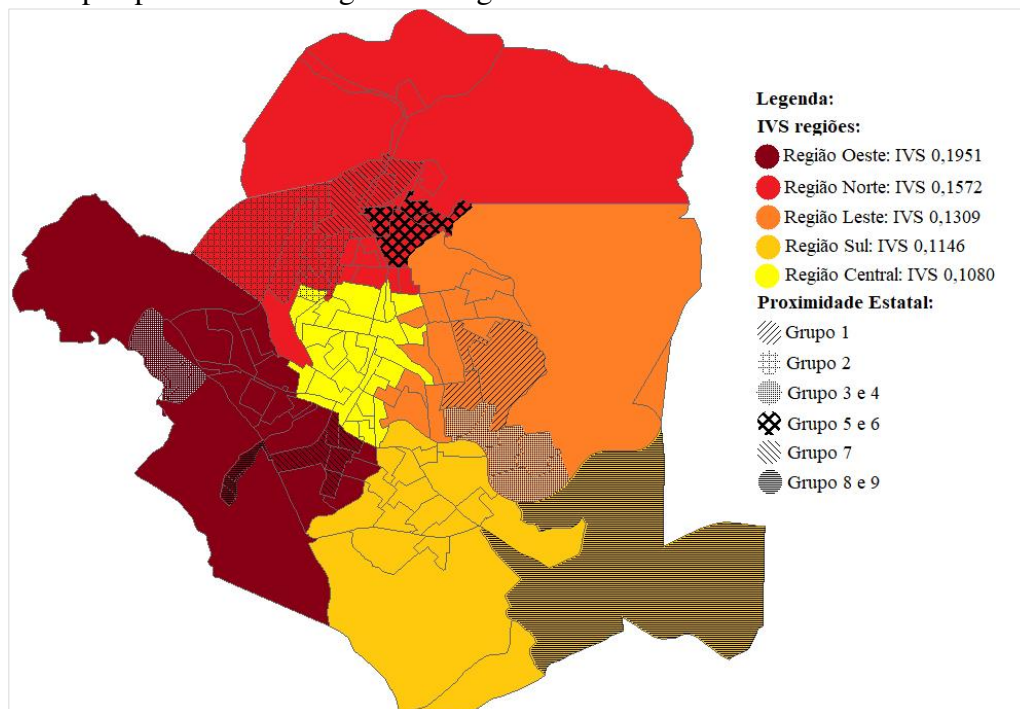 Legenda:
IVS regiões:
Região Oeste: IVS 0,1951
Região Norte: IVS 0,1572
Região Leste: IVS 0,1309
Região Sul: IVS 0,1146
Região Central: IVS 0,1080
Proximidade Estatal:
Grupo 1
Grupo 2
Grupo 3 e 4
Grupo 5 e 6
Grupo 7
Grupo 8 e 9